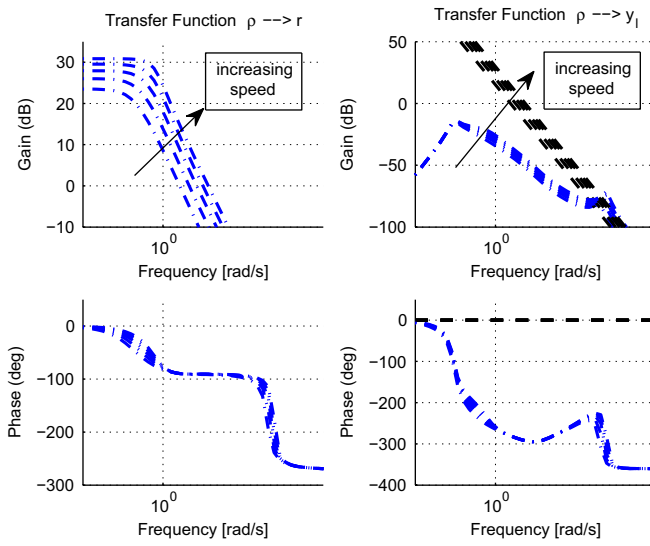 Transfer Function ρ −−> r
Gain (dB)
30
20
10
0
−10
increasing
speed
10^0
Frequency [rad/s]
Transfer Function ρ −−> y_l
Gain (dB)
50
0
−50
−100
increasing
speed
10^0
Frequency [rad/s]
Phase (deg)
0
−100
−200
−300
10^0
Frequency [rad/s]
Phase (deg)
0
−100
−200
−300
−400
10^0
Frequency [rad/s]